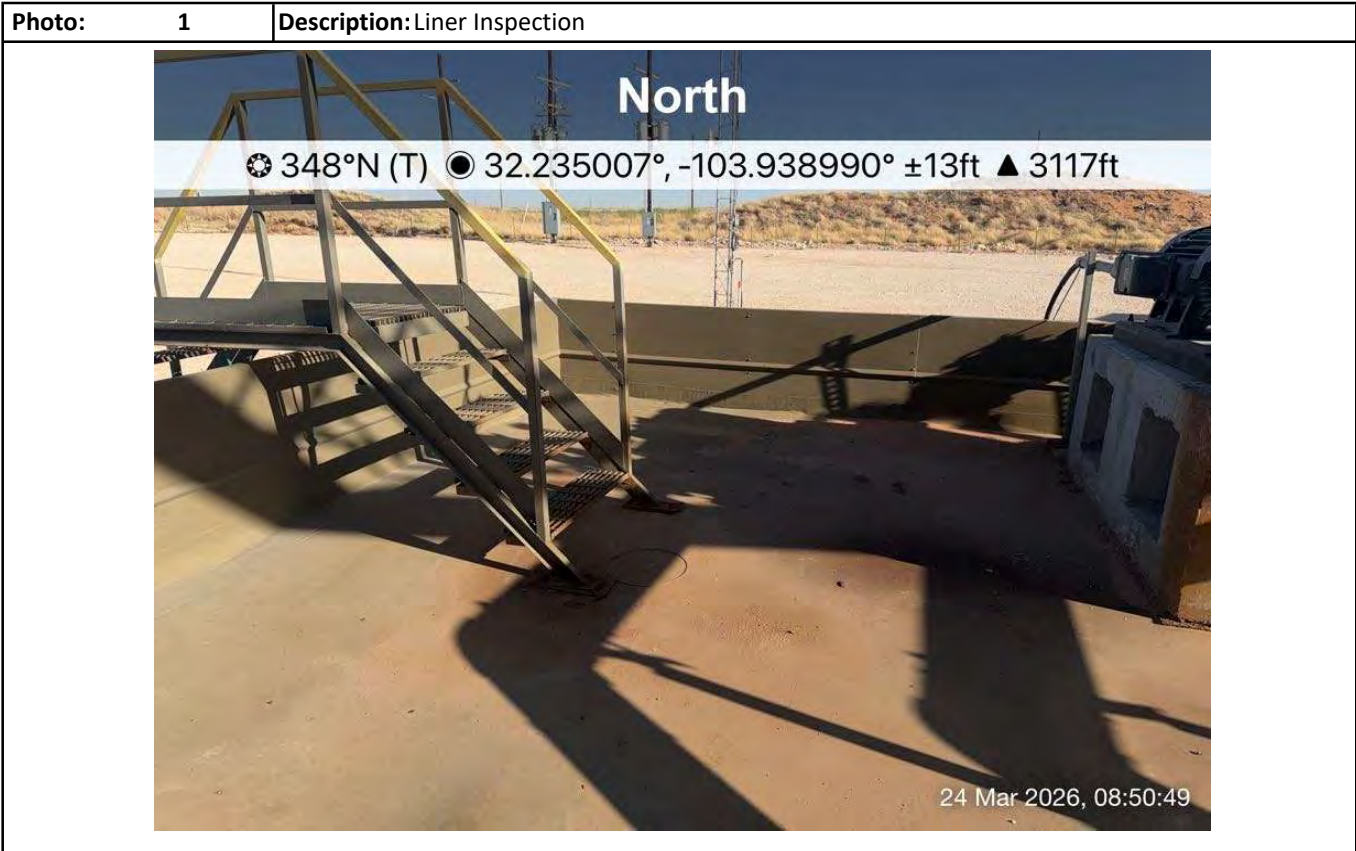 Photo: 1 Description: Liner Inspection
North
348°N (T) 32.235007°, -103.938990° ±13ft ▲ 3117ft
24 Mar 2026, 08:50:49